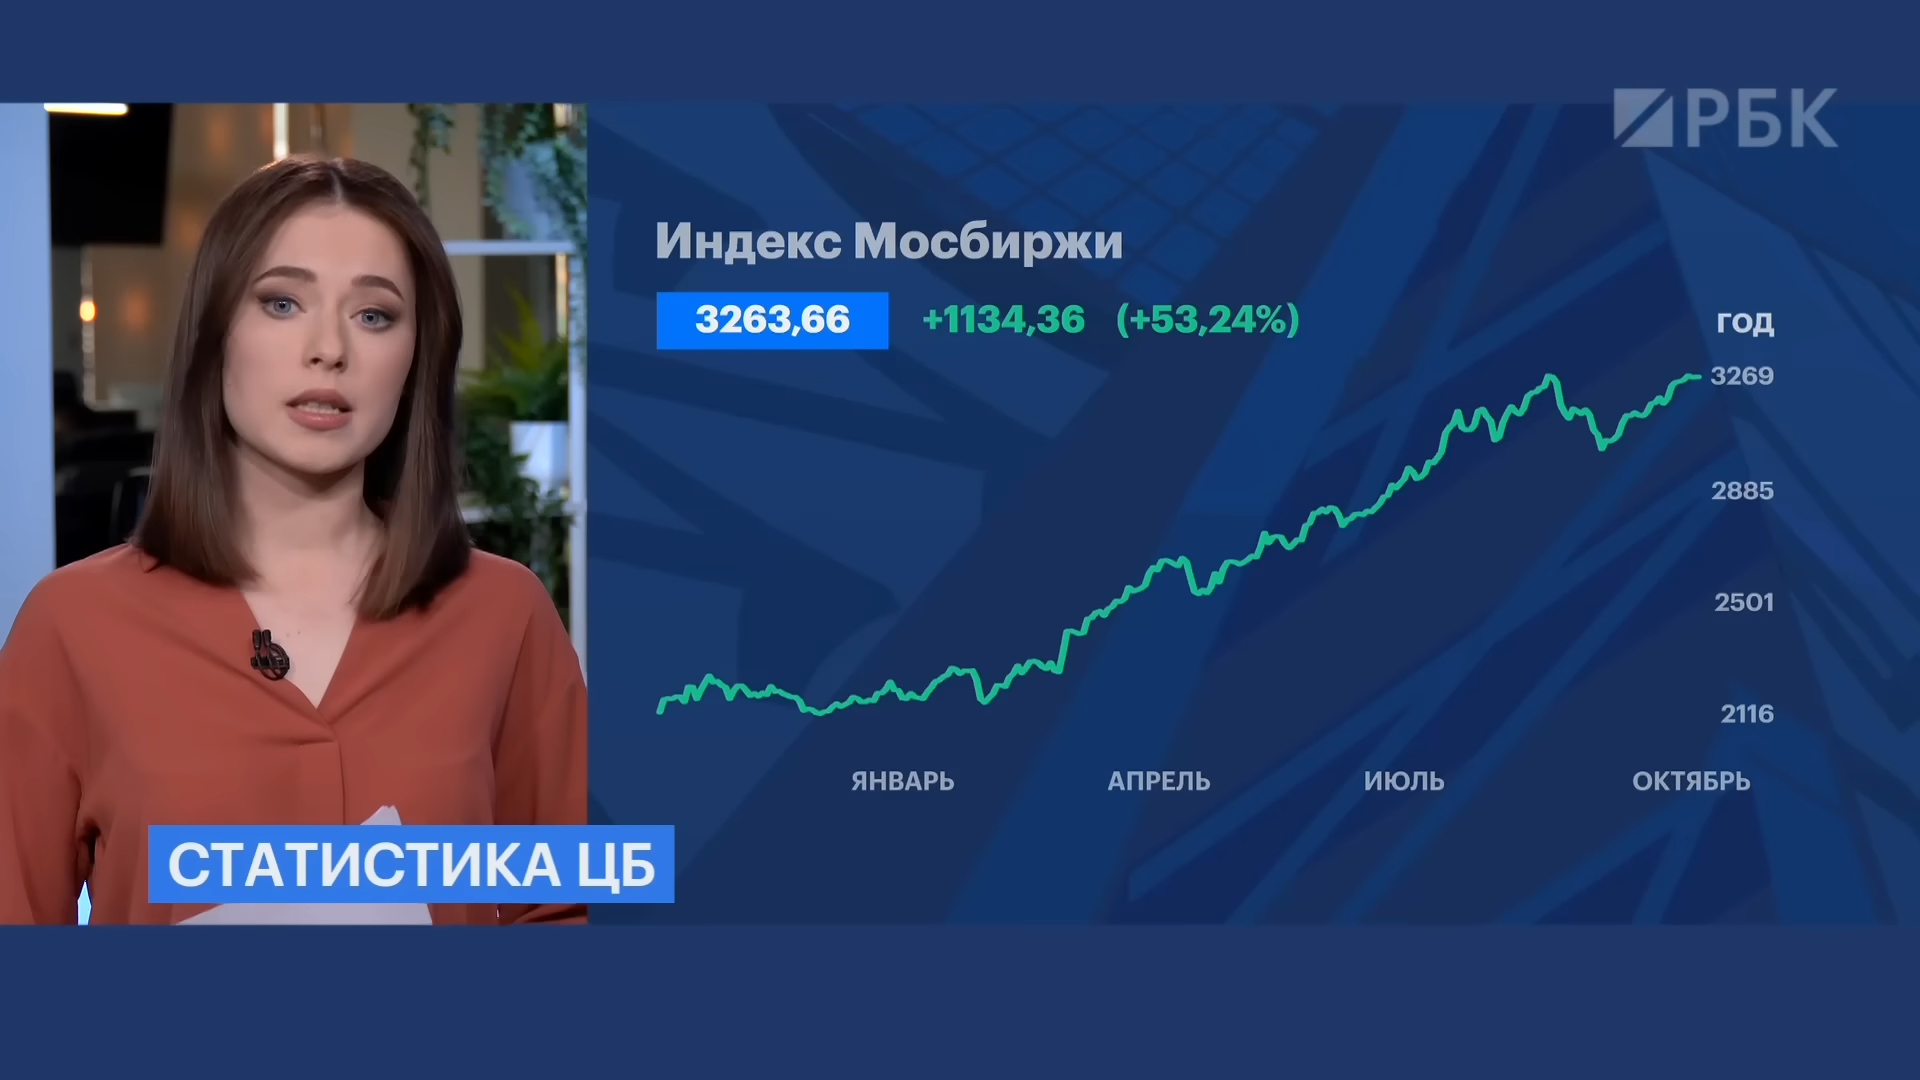 РБК
Индекс Мосбиржи
3263,66 +1134,36 (+53,24%)
ГОД
3269
2885
2501
2116
ЯНВАРЬ АПРЕЛЬ ИЮЛЬ ОКТЯБРЬ
СТАТИСТИКА ЦБ